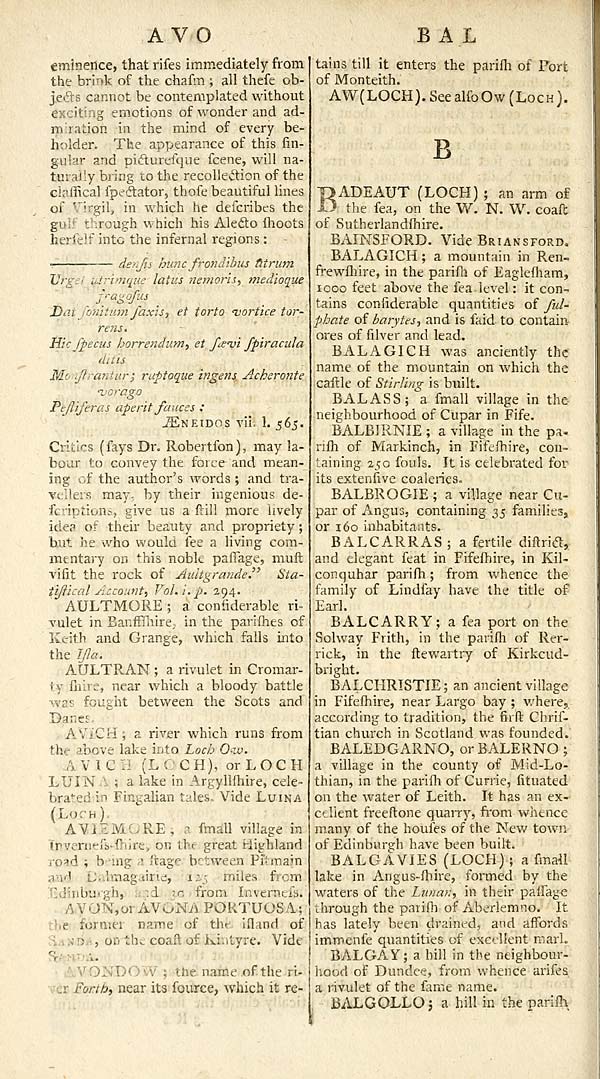 AVO
eminence, that riſes immediately from
the brink of the chaſm; all theſe ob-
jects cannot be contemplated without
exciting emotions of wonder and ad-
miration in the mind of every be-
holder. The appearance of this ſin-
gular and pictureſque ſcene, will na-
turally bring to the recollection of the
claſſical ſpectator, thoſe beautiful lines
of Virgil, in which he deſcribes the
gulf through which his Alecto ſhoots
herſelf into the infernal regions:
——— denſis hunc frondibus atrum
Urget utrimque latus nemoris, medioque
fragoſus
Dat ſonitum ſaxis, et torto vortice tor-
rens.
Hic ſpecus horrendum, et ſævi ſpiracula
ditis
Monſtrantur; ruptoque ingens Acheronte
vorago
Peſtiferas aperit fauces:
ÆNEIDOS vii. l. 565.
Critics (ſays Dr. Robertſon), may la-
bour to convey the force and mean-
ing of the author's words; and tra-
vellers may, by their ingenious de-
ſcriptions, give us a ſtill more lively
idea of their beauty and propriety;
but he who would ſee a living com-
mentary on this noble paſſage, muſt
viſit the rock of Aultgrande." Sta-
tiſtical Account, Vol. i. p. 294.
AULTMORE; a conſiderable ri-
vulet in Banffſhire, in the pariſhes of
Keith and Grange, which falls into
the Iſla.
AULTRAN; a rivulet in Cromar-
ty ſhire, near which a bloody battle
was fought between the Scots and
Danes.
AVICH; a river which runs from
the above lake into Loch Ow.
AVICH (LOCH), or LOCH
LUINA; a lake in Argyllſhire, cele-
brated in Fingalian tales. Vide LUINA
(LOCH).
AVIEMORE, a ſmall village in
Inverneſs-ſhire, on the great Highland
road; being a ſtage between Pitmain
and Dalmagairie, 125 miles from
Edinburgh, and 30 from Inverneſs.
AVON, or AVONA PORTUOSA;
the former name of the iſland of
SANDA, on the coaſt of Kintyre. Vide
SANDA.
AVONDOW; the name of the ri-
ver Forth, near its ſource, which it re-
BAL
tains till it enters the pariſh of Port
of Monteith.
AW (LOCH). See alſo OW (LOCH).
B
BADEAUT (LOCH); an arm of
the ſea, on the W. N. W. coaſt
of Sutherlandſhire.
BAINSFORD. Vide BRIANSFORD.
BALAGICH; a mountain in Ren-
frewſhire, in the pariſh of Eagleſham,
1000 feet above the ſea level: it con-
tains conſiderable quantities of ſul-
phate of barytes, and is ſaid to contain
ores of ſilver and lead.
BALAGICH was anciently the
name of the mountain on which the
caſtle of Stirling is built.
BALASS; a ſmall village in the
neighbourhood of Cupar in Fife.
BALBIRNIE; a village in the pa-
riſh of Markinch, in Fifeſhire, con-
taining 250 ſouls. It is celebrated for
its extenſive coaleries.
BALBROGIE; a village near Cu-
par of Angus, containing 35 families,
or 160 inhabitants.
BALCARRAS; a fertile diſtrict,
and elegant ſeat in Fifeſhire, in Kil-
conquhar pariſh; from whence the
family of Lindſay have the title of
Earl.
BALCARRY; a ſea port on the
Solway Frith, in the pariſh of Rer-
rick, in the ſtewartry of Kirkcud-
bright.
BALCHRISTIE; an ancient village
in Fifeſhire, near Largo bay; where,
according to tradition, the firſt Chriſ-
tian church in Scotland was founded.
BALEDGARNO, or BALERNO;
a village in the county of Mid-Lo-
thian, in the pariſh of Currie, ſituated
on the water of Leith. It has an ex-
cellent freeſtone quarry, from whence
many of the houſes of the New town
of Edinburgh have been built.
BALGAVIES (LOCH); a ſmall
lake in Angus-ſhire, formed by the
waters of the Lunan, in their paſſage
through the pariſh of Aberlemno. It
has lately been drained, and affords
immenſe quantities of excellent marl.
BALGAY; a hill in the neighbour-
hood of Dundee, from whence ariſes
a rivulet of the ſame name.
BALGOLLO; a hill in the pariſh